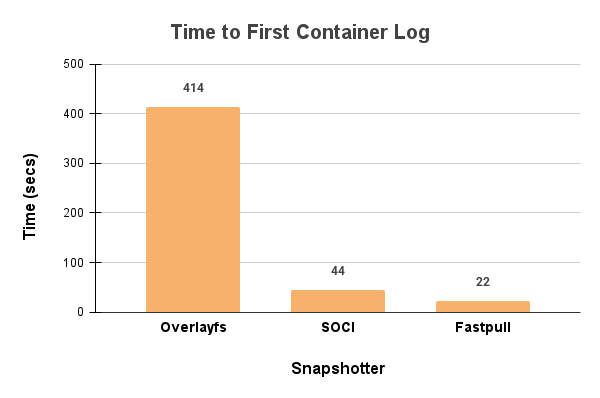 Time to First Container Log
Time (secs)
500
400
300
200
100
0
414
44
22
Overlayfs
SOCI
Fastpull
Snapshotter